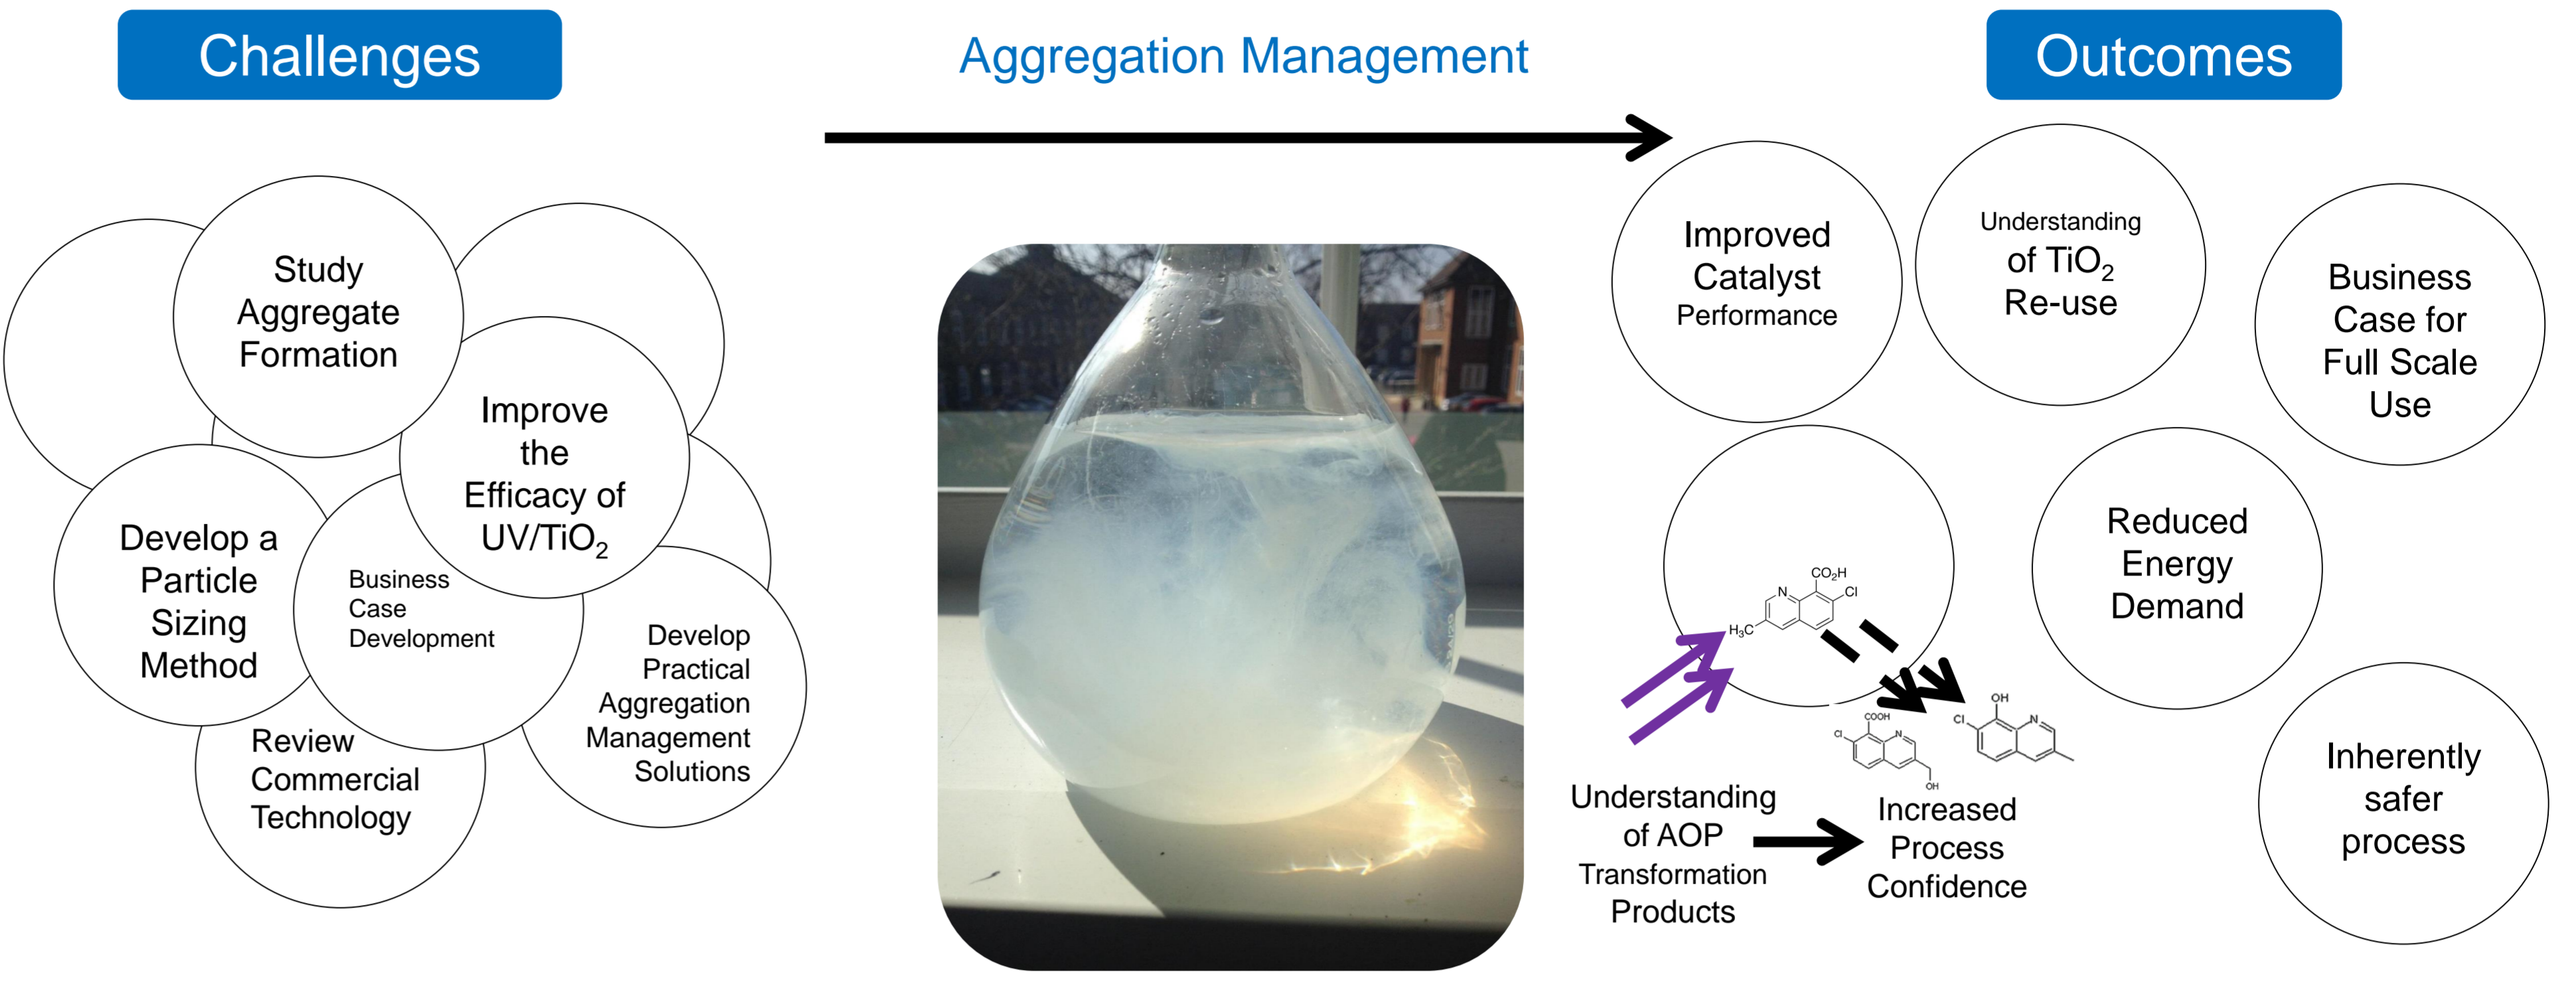 Challenges
Aggregation Management
Outcomes
Study
Aggregate
Formation
Improve
the
Efficacy of
UV/TiO₂
Develop a
Particle
Sizing
Method
Business
Case
Development
Develop
Practical
Aggregation
Management
Solutions
Review
Commercial
Technology
Improved
Catalyst
Performance
Understanding
of TiO₂
Re-use
Business
Case for
Full Scale
Use
Reduced
Energy
Demand
Inherently
safer
process
CO₂H
N
Cl
H₃C
COOH
Cl
N
OH
OH
Cl
N
Understanding
of AOP
Transformation
Products
Increased
Process
Confidence